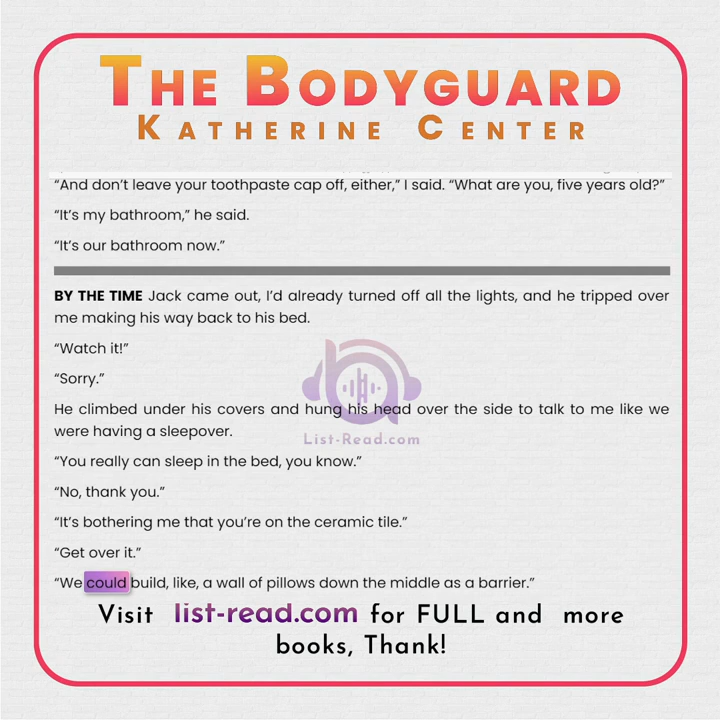 THE BODYGUARD
KATHERINE CENTER
“And don’t leave your toothpaste cap off, either,” I said. “What are you, five years old?”
“It’s my bathroom,” he said.
“It’s our bathroom now.”
BY THE TIME Jack came out, I’d already turned off all the lights, and he tripped over
me making his way back to his bed.
“Watch it!”
“Sorry.”
He climbed under his covers and hung his head over the side to talk to me like we
were having a sleepover.
List-Read.com
“You really can sleep in the bed, you know.”
“No, thank you.”
“It’s bothering me that you’re on the ceramic tile.”
“Get over it.”
“We could build, like, a wall of pillows down the middle as a barrier.”
Visit list-read.com for FULL and more
books, Thank!